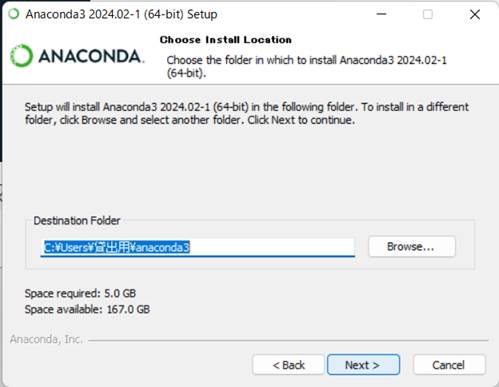 Anaconda3 2024.02-1 (64-bit) Setup
Choose Install Location
ANACONDA.
Choose the folder in which to install Anaconda3 2024.02-1
(64-bit).
Setup will install Anaconda3 2024.02-1 (64-bit) in the following folder. To install in a different
folder, click Browse and select another folder. Click Next to continue.
Destination Folder
C:¥Users¥貸出用¥anaconda3
Browse...
Space required: 5.0 GB
Space available: 167.0 GB
Anaconda, Inc.
< Back
Next >
Cancel